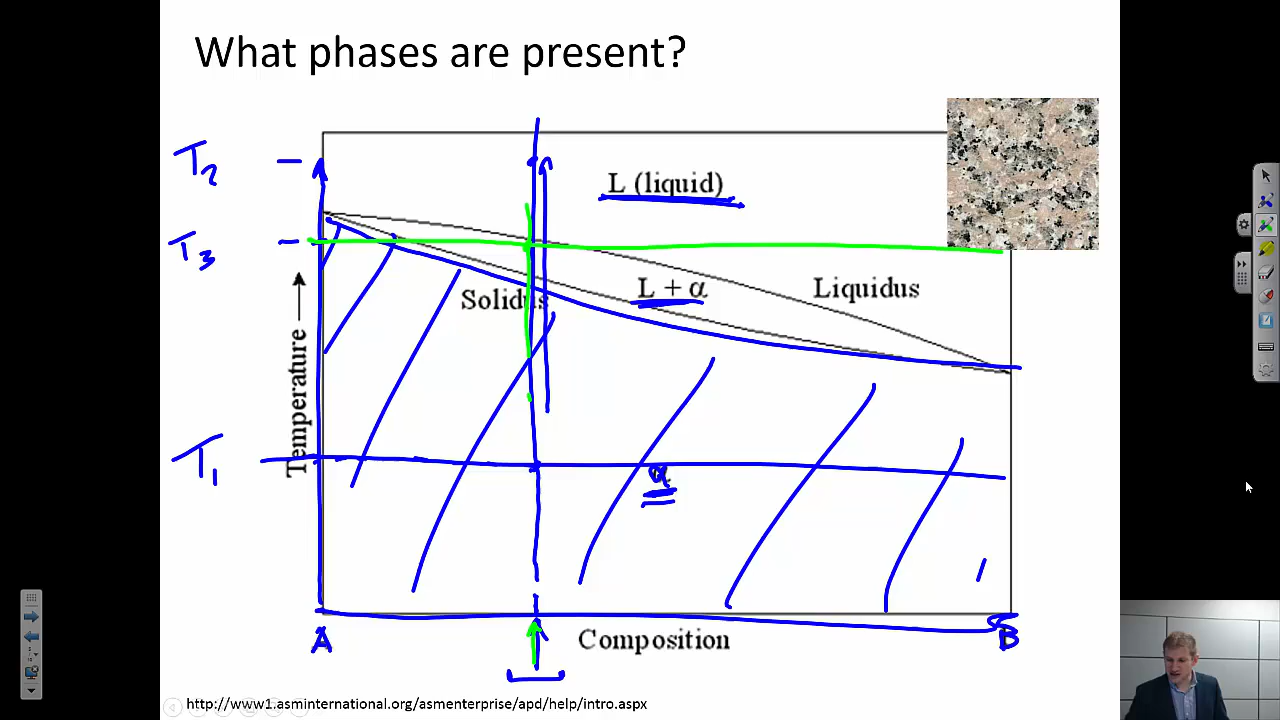 What phases are present?
T2
L (liquid)
T3
L + α
Liquidus
Solidus
Temperature
T1
α
A
Composition
B
http://www1.asminternational.org/asmenterprise/apd/help/intro.aspx